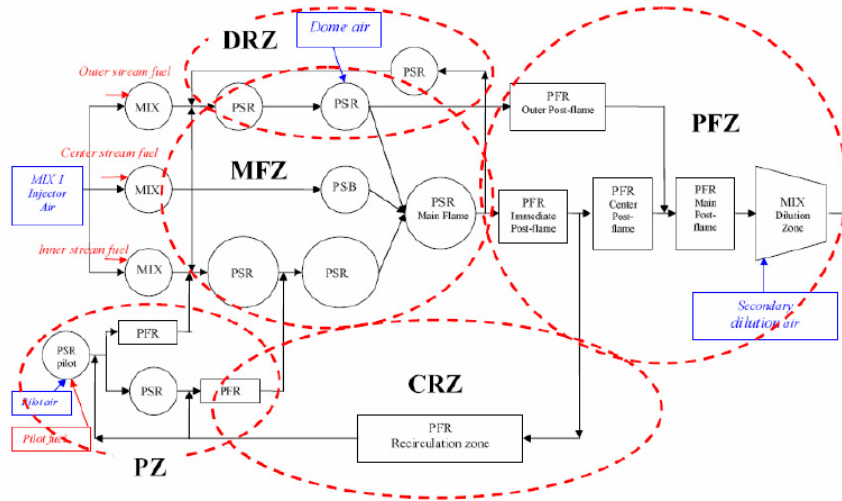 DRZ
Dome air
Outer stream fuel
PSR
MIX
PSR
PSR
PFR
Outer Post-flame
PFZ
Center stream fuel
MFZ
MIX 1
Injector
Air
MIX
PSB
PSR
Main Flame
PFR
Immediate
Post-flame
PFR
Center
Post-
flame
PFR
Main
Post-
flame
MIX
Dilution
Zone
Inner stream fuel
MIX
PSR
PSR
Secondary
dilution air
PSR
pilot
PFR
PSR
PFR
CRZ
Pilot air
Pilot fuel
PFR
Recirculation zone
PZ